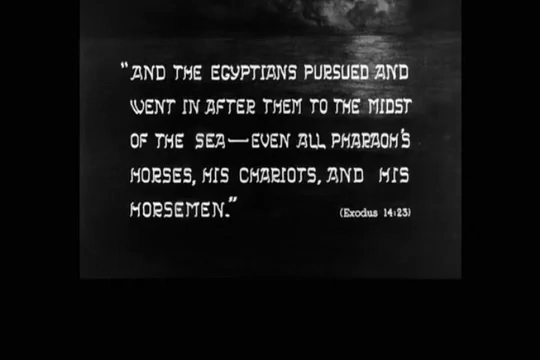 "AND THE EGYPTIANS PURSUED AND
WENT IN AFTER THEM TO THE MIDST
OF THE SEA—EVEN ALL PHARAOH'S
HORSES, HIS CHARIOTS, AND HIS
HORSEMEN."
(Exodus 14:23)